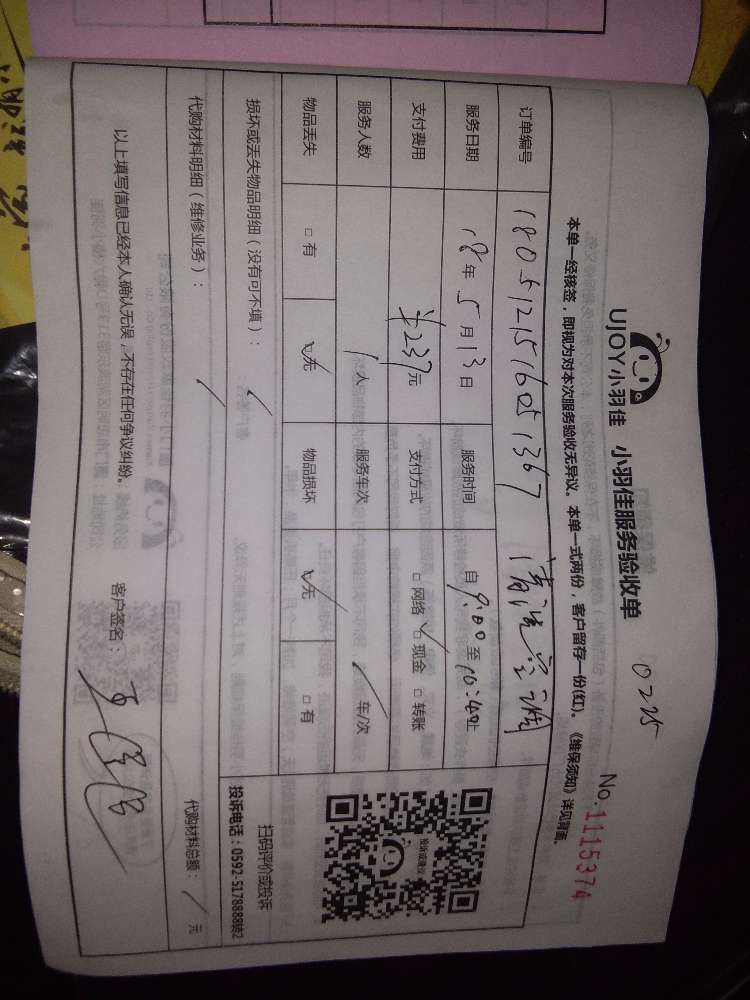 UJOY小羽佳 小羽佳服务验收单 0215
No.1115374
本单一经核签，即视为对本次服务验收无异议。本单一式两份，客户留存一份(红)。《维保须知》详见背面。
订单编号 1805121516051367 清洗空调
服务日期 18年5月13日 服务时间 自9:00至10:40止
支付费用 ¥237元 支付方式 □网络 ✓□现金 □转账
服务人数 1人 服务车次 / 车/次
物品丢失 □有 ✓无 物品损坏 ✓无 □有
损坏或丢失物品明细（没有可不填）： /
投诉或建议
扫码评价或投诉
投诉电话：0592-5178888转2
代购材料明细（维修业务）： / 代购材料总额： / 元
以上填写信息已经本人确认无误，不存在任何争议纠纷。 客户签名：